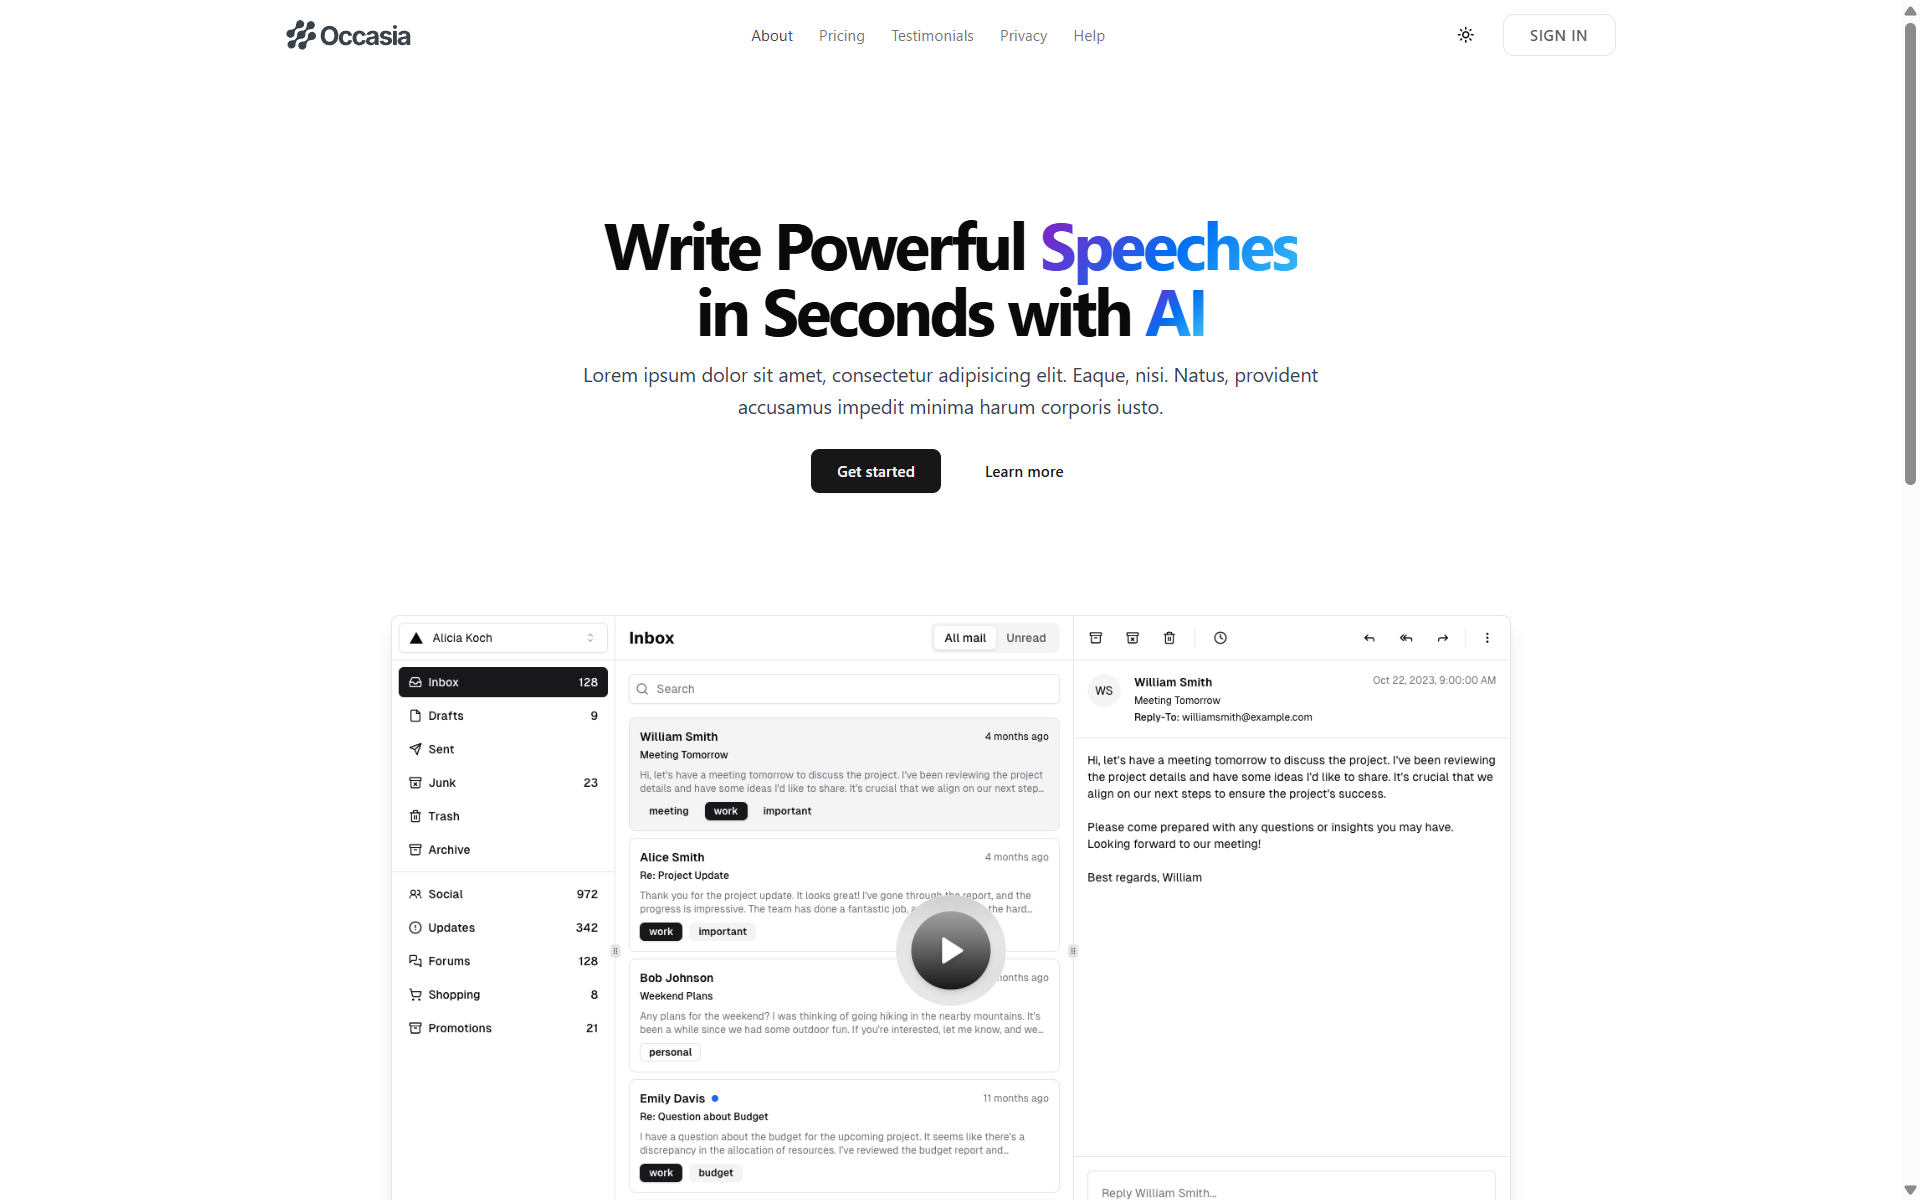 Occasia
About
Pricing
Testimonials
Privacy
Help
SIGN IN
Write Powerful Speeches
in Seconds with AI
Lorem ipsum dolor sit amet, consectetur adipisicing elit. Eaque, nisi. Natus, provident
accusamus impedit minima harum corporis iusto.
Get started
Learn more
Alicia Koch
Inbox 128
Drafts 9
Sent
Junk 23
Trash
Archive
Social 972
Updates 342
Forums 128
Shopping 8
Promotions 21
Inbox
All mail
Unread
Search
William Smith 4 months ago
Meeting Tomorrow
Hi, let's have a meeting tomorrow to discuss the project. I've been reviewing the project
details and have some ideas I'd like to share. It's crucial that we align on our next step...
meeting work important
Alice Smith 4 months ago
Re: Project Update
Thank you for the project update. It looks great! I've gone through the report, and the
progress is impressive. The team has done a fantastic job, the hard...
work important
Bob Johnson months ago
Weekend Plans
Any plans for the weekend? I was thinking of going hiking in the nearby mountains. It's
been a while since we had some outdoor fun. If you're interested, let me know, and we...
personal
Emily Davis 11 months ago
Re: Question about Budget
I have a question about the budget for the upcoming project. It seems like there's a
discrepancy in the allocation of resources. I've reviewed the budget report and...
work budget
WS
William Smith Oct 22, 2023, 9:00:00 AM
Meeting Tomorrow
Reply-To: williamsmith@example.com
Hi, let's have a meeting tomorrow to discuss the project. I've been reviewing
the project details and have some ideas I'd like to share. It's crucial that we
align on our next steps to ensure the project's success.
Please come prepared with any questions or insights you may have.
Looking forward to our meeting!
Best regards, William
Reply William Smith...